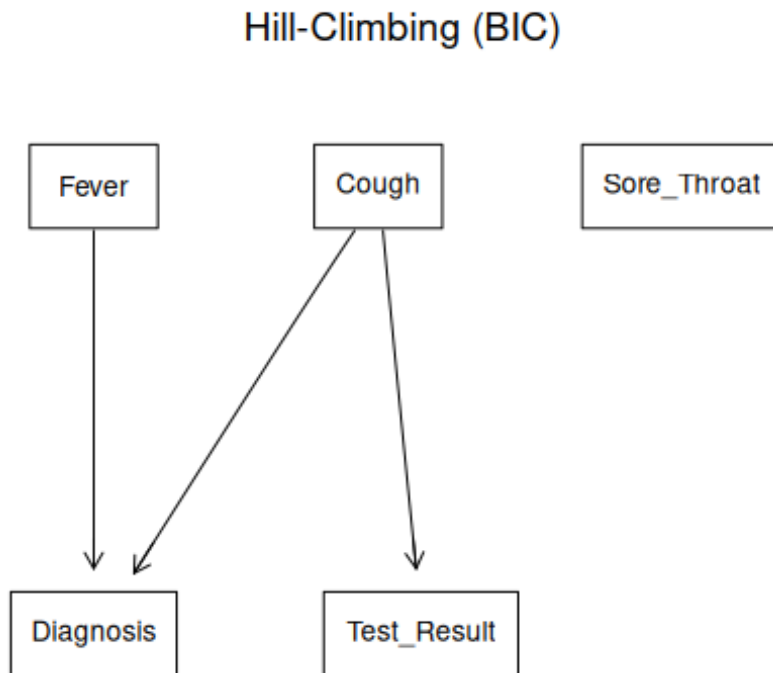 Hill-Climbing (BIC)
Fever
Cough
Sore_Throat
Diagnosis
Test_Result